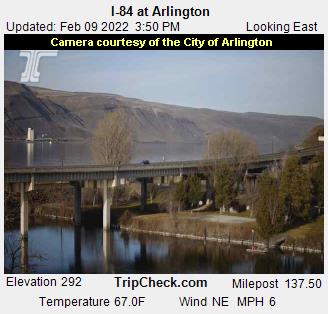 I-84 at Arlington
Updated: Feb 09 2022 3:50 PM Looking East
Camera courtesy of the City of Arlington
Elevation 292 TripCheck.com Milepost 137.50
Temperature 67.0F Wind NE MPH 6